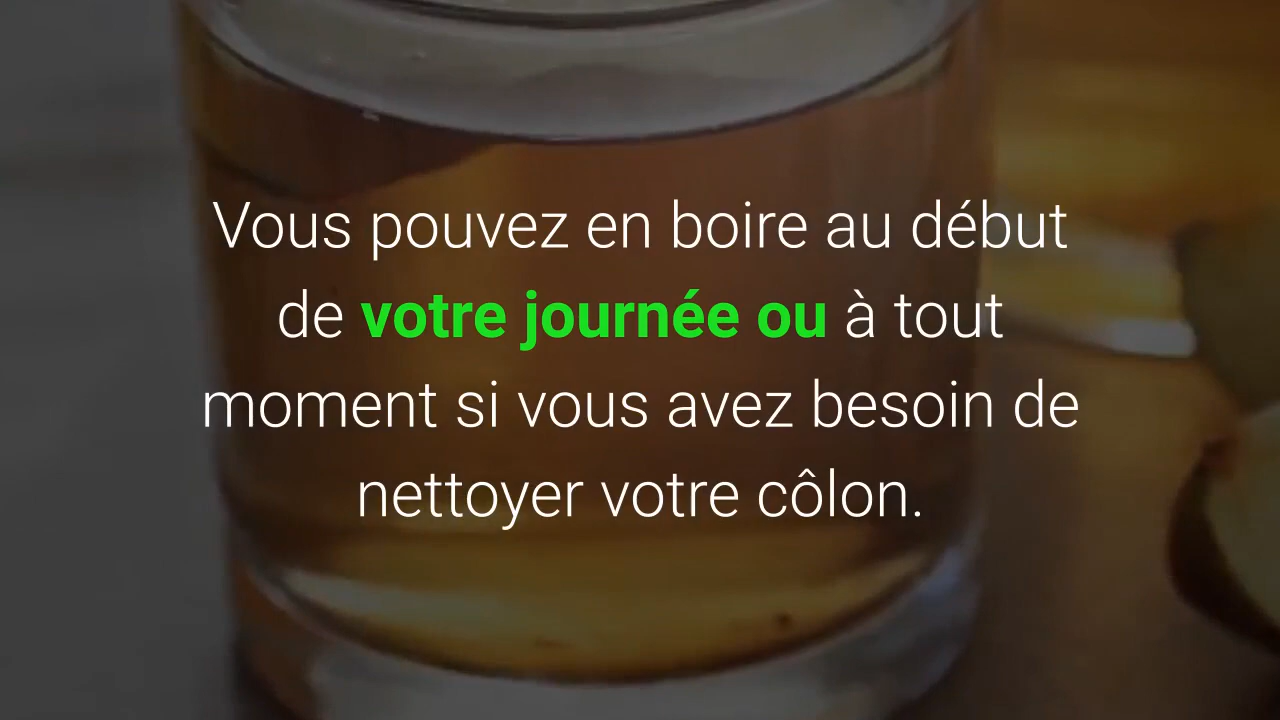 Vous pouvez en boire au début
de votre journée ou à tout
moment si vous avez besoin de
nettoyer votre côlon.